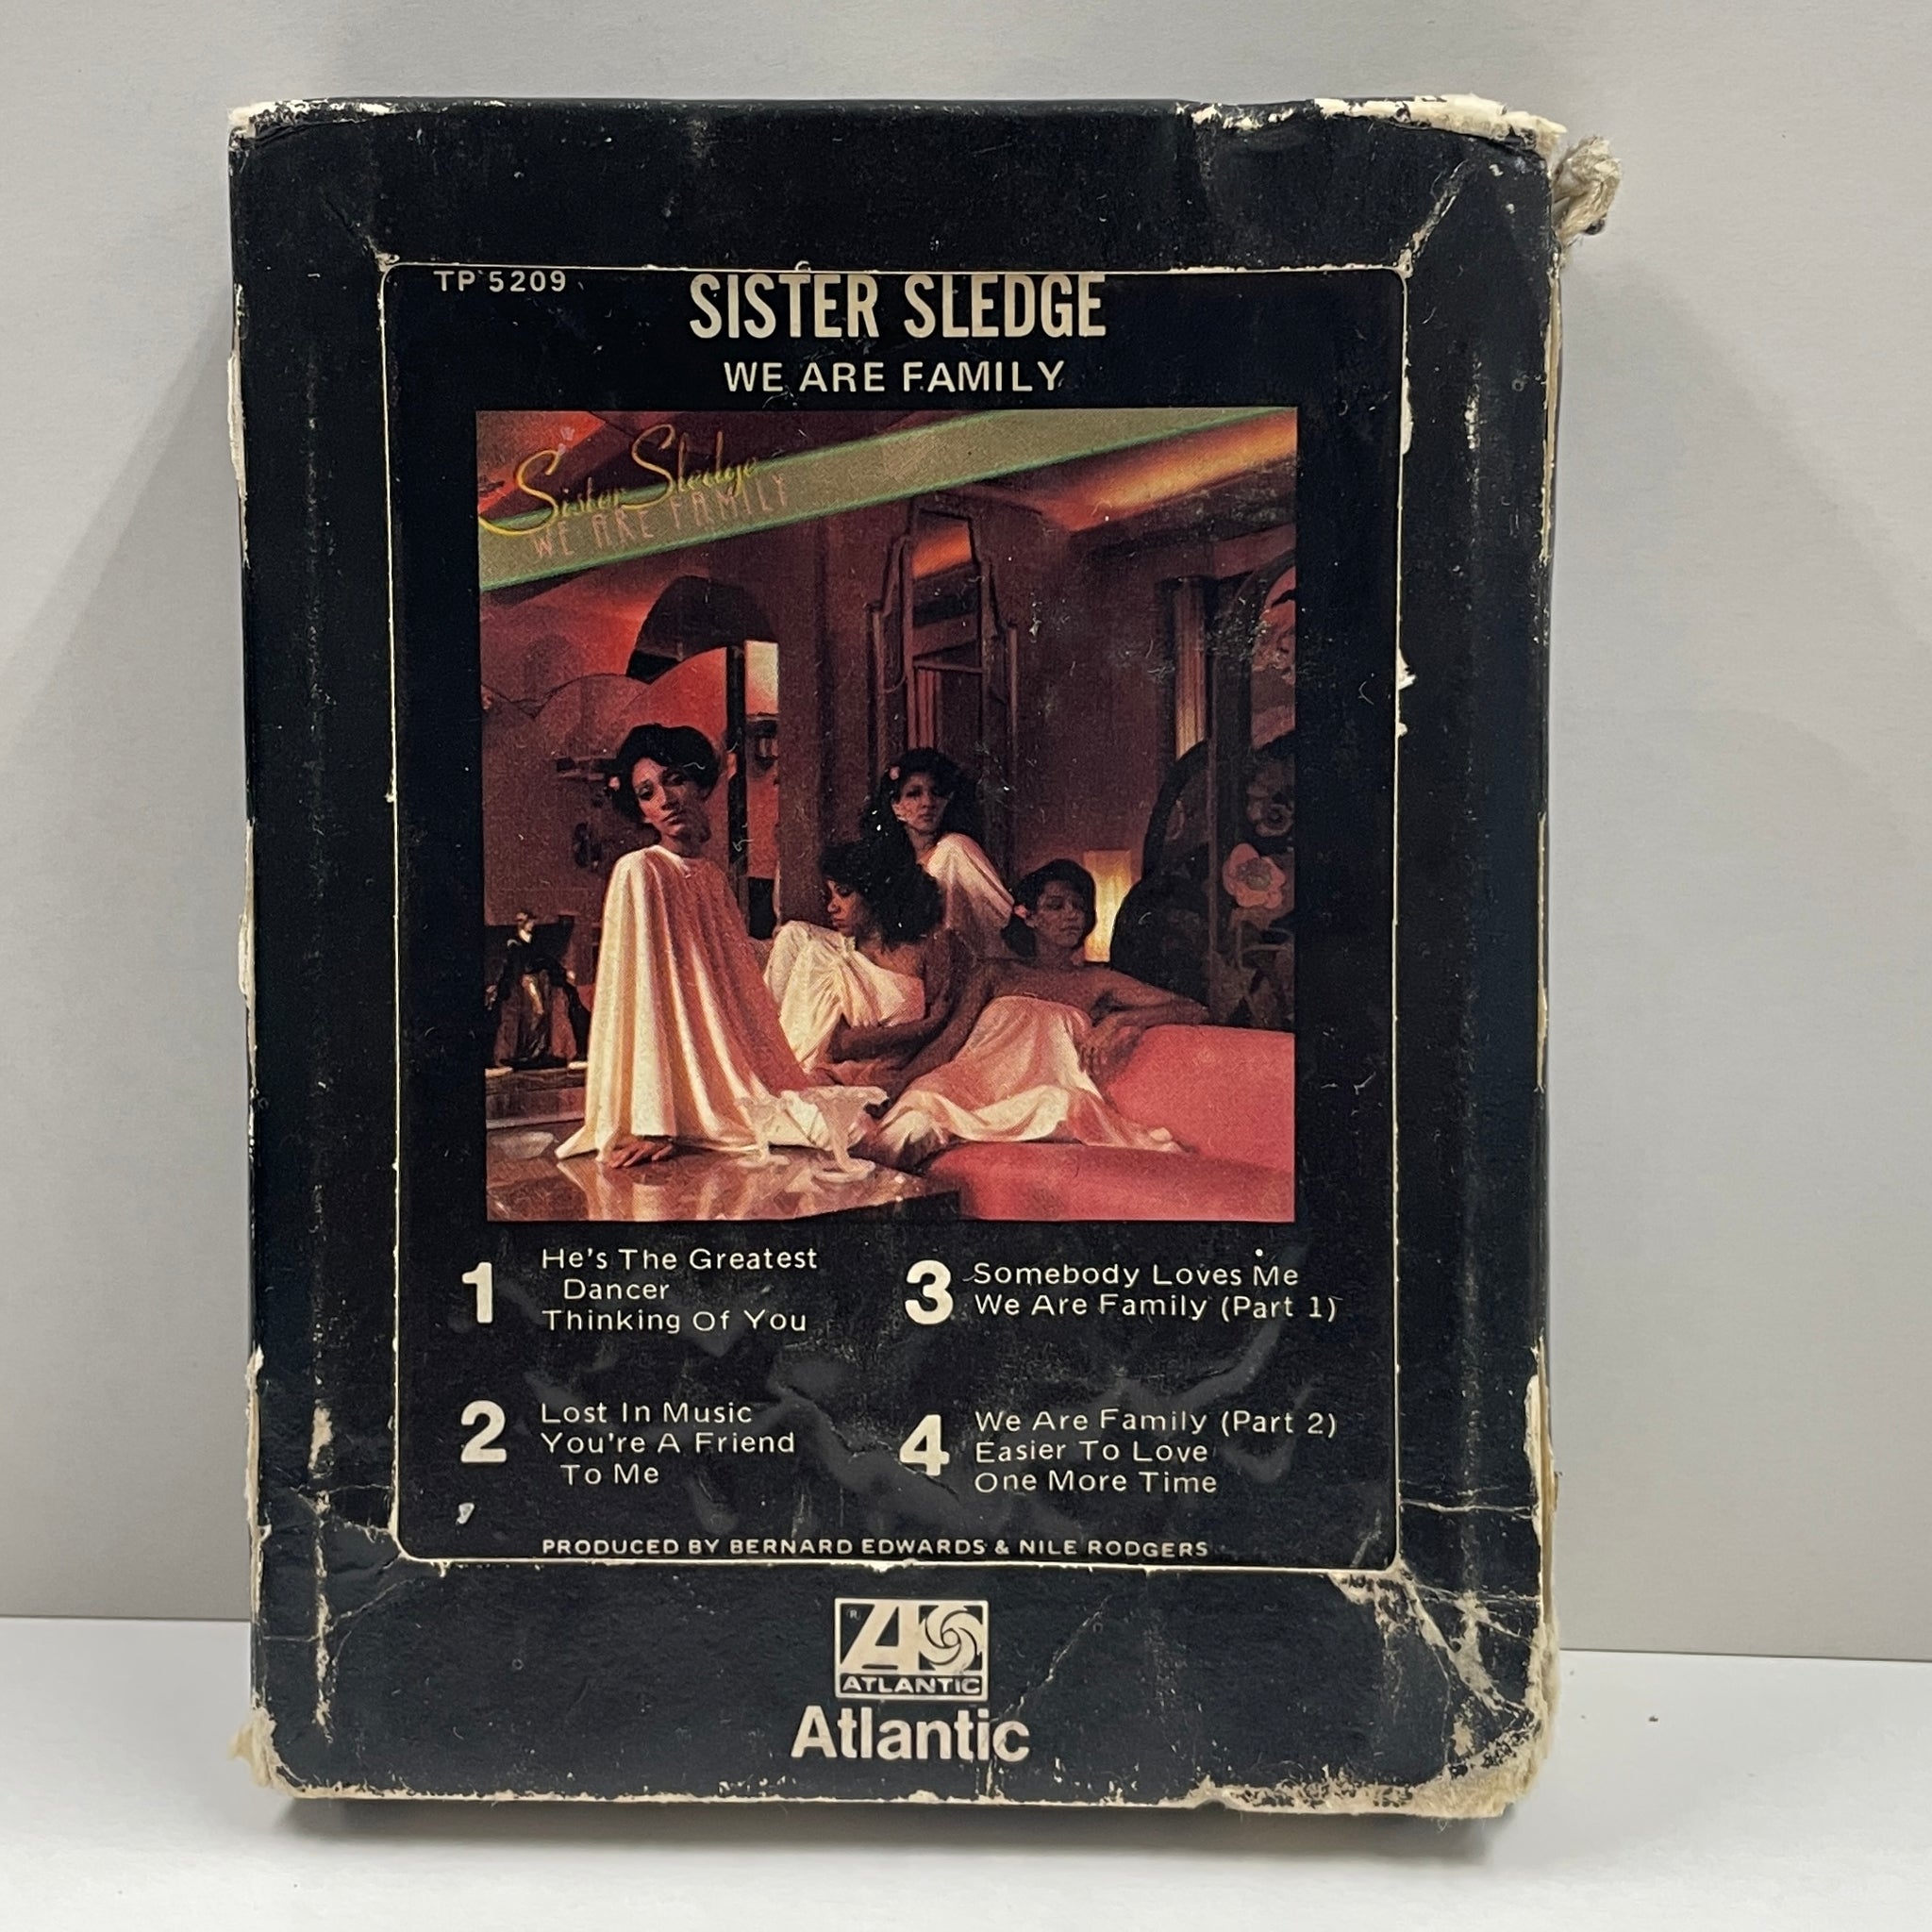 TP 5209
SISTER SLEDGE
WE ARE FAMILY
Sister Sledge
WE ARE FAMILY
1
He's The Greatest
Dancer
Thinking Of You
2
Lost In Music
You're A Friend
To Me
3
Somebody Loves Me
We Are Family (Part 1)
4
We Are Family (Part 2)
Easier To Love
One More Time
PRODUCED BY BERNARD EDWARDS & NILE RODGERS
R
A
ATLANTIC
Atlantic